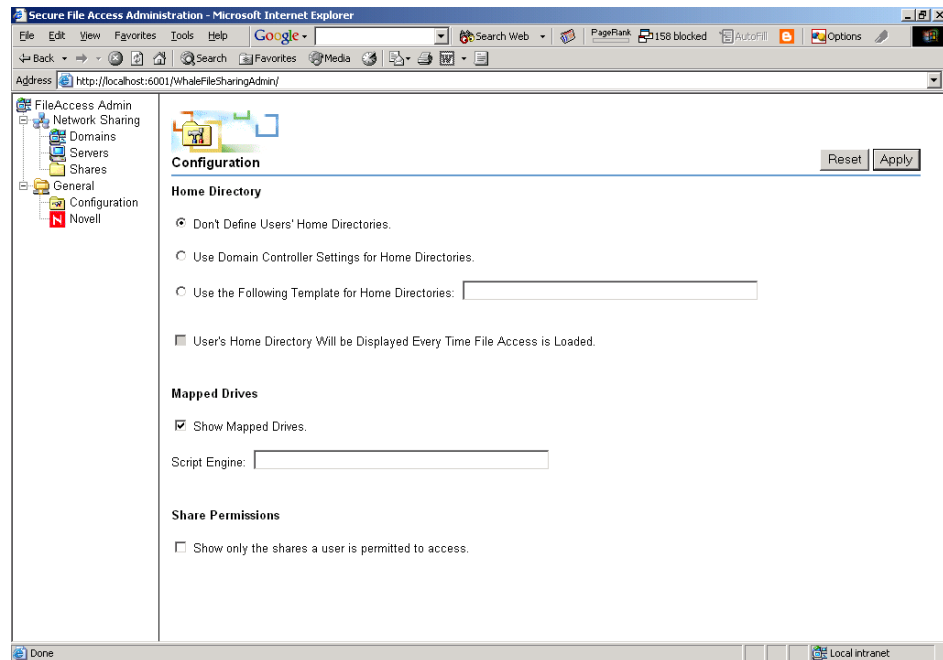 Secure File Access Administration - Microsoft Internet Explorer
File Edit View Favorites Tools Help Google Search Web PageRank 158 blocked AutoFill Options
Back Search Favorites Media
Address http://localhost:6001/WhaleFileSharingAdmin/
FileAccess Admin
Network Sharing
Domains
Servers
Shares
General
Configuration
Novell
Configuration
Reset Apply
Home Directory
Don't Define Users' Home Directories.
Use Domain Controller Settings for Home Directories.
Use the Following Template for Home Directories:
User's Home Directory Will be Displayed Every Time File Access is Loaded.
Mapped Drives
Show Mapped Drives.
Script Engine:
Share Permissions
Show only the shares a user is permitted to access.
Done Local intranet